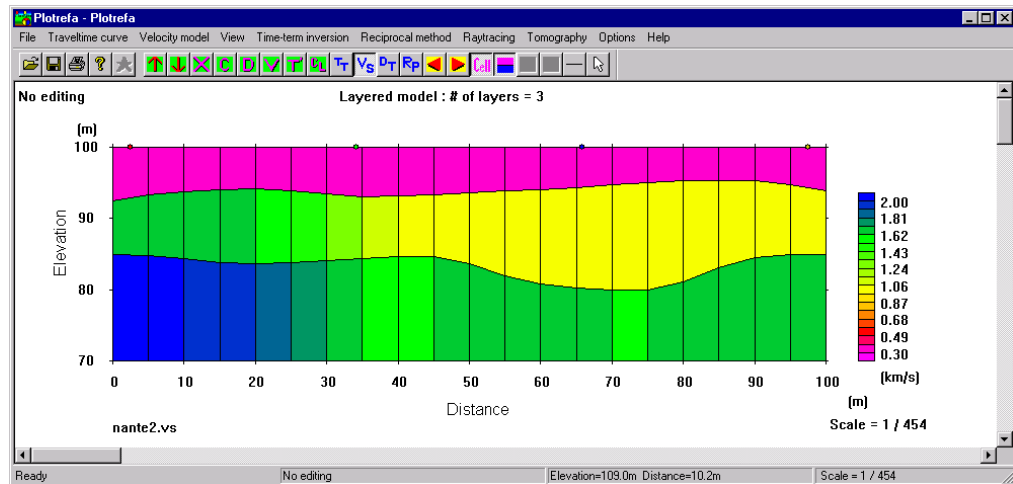 Plotrefa - Plotrefa
File Traveltime curve Velocity model View Time-term inversion Reciprocal method Raytracing Tomography Options Help
No editing
Layered model : # of layers = 3
(m)
100
90
80
70
Elevation
0 10 20 30 40 50 60 70 80 90 100
Distance
(m)
2.00
1.81
1.62
1.43
1.24
1.06
0.87
0.68
0.49
0.30
(km/s)
nante2.vs
Scale = 1 / 454
Ready No editing Elevation=109.0m Distance=10.2m Scale = 1 / 454